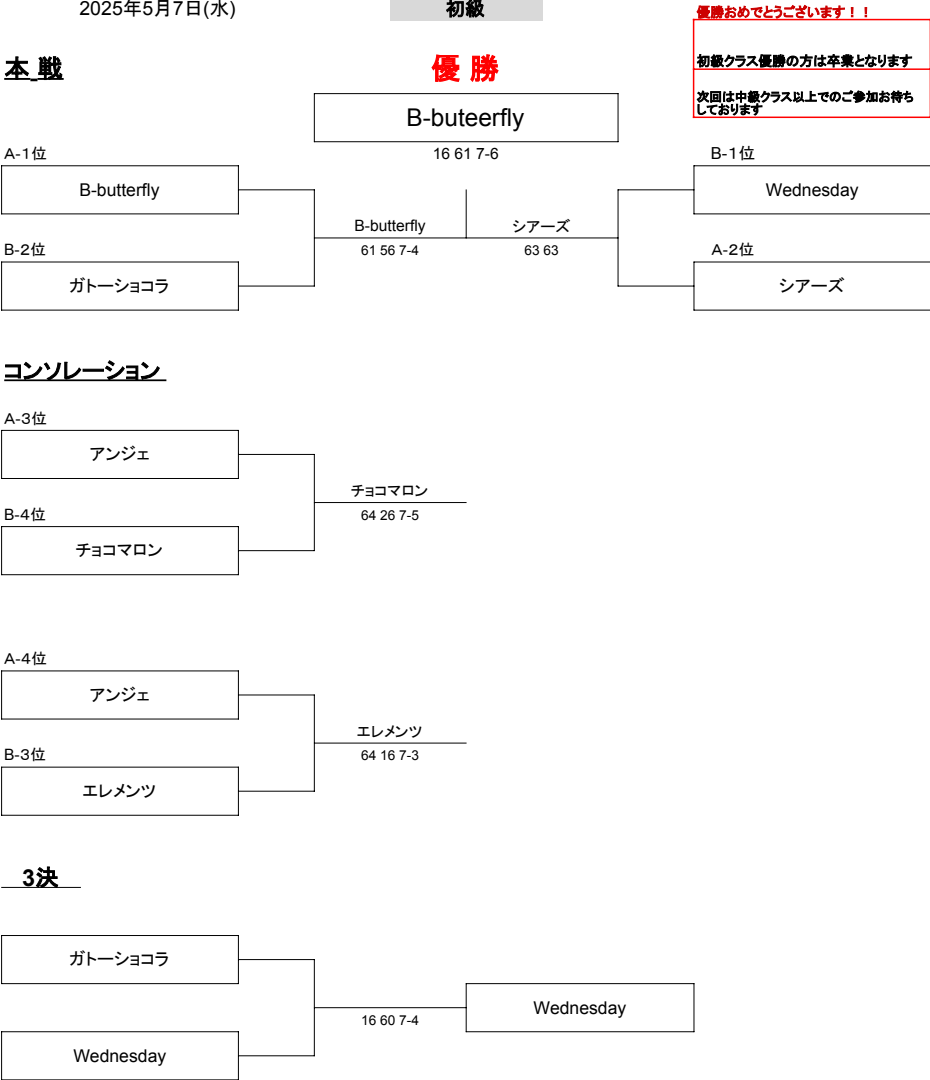 2025年5月7日(水)
初級
優勝おめでとうございます！！
本 戦
優 勝
初級クラス優勝の方は卒業となります
次回は中級クラス以上でのご参加お待ち
しております
B-buteerfly
A-1位
16 61 7-6
B-1位
B-butterfly
Wednesday
B-butterfly
シアーズ
B-2位
61 56 7-4
63 63
A-2位
ガトーショコラ
シアーズ
コンソレーション
A-3位
アンジェ
チョコマロン
B-4位
64 26 7-5
チョコマロン
A-4位
アンジェ
エレメンツ
B-3位
64 16 7-3
エレメンツ
3決
ガトーショコラ
Wednesday
16 60 7-4
Wednesday